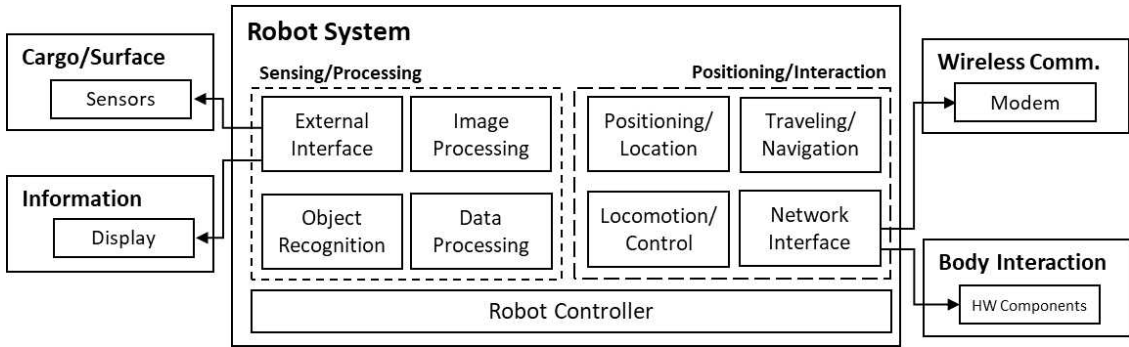 Robot System
Cargo/Surface
Sensors
Information
Display
Sensing/Processing
External
Interface
Image
Processing
Object
Recognition
Data
Processing
Positioning/Interaction
Positioning/
Location
Traveling/
Navigation
Locomotion/
Control
Network
Interface
Robot Controller
Wireless Comm.
Modem
Body Interaction
HW Components